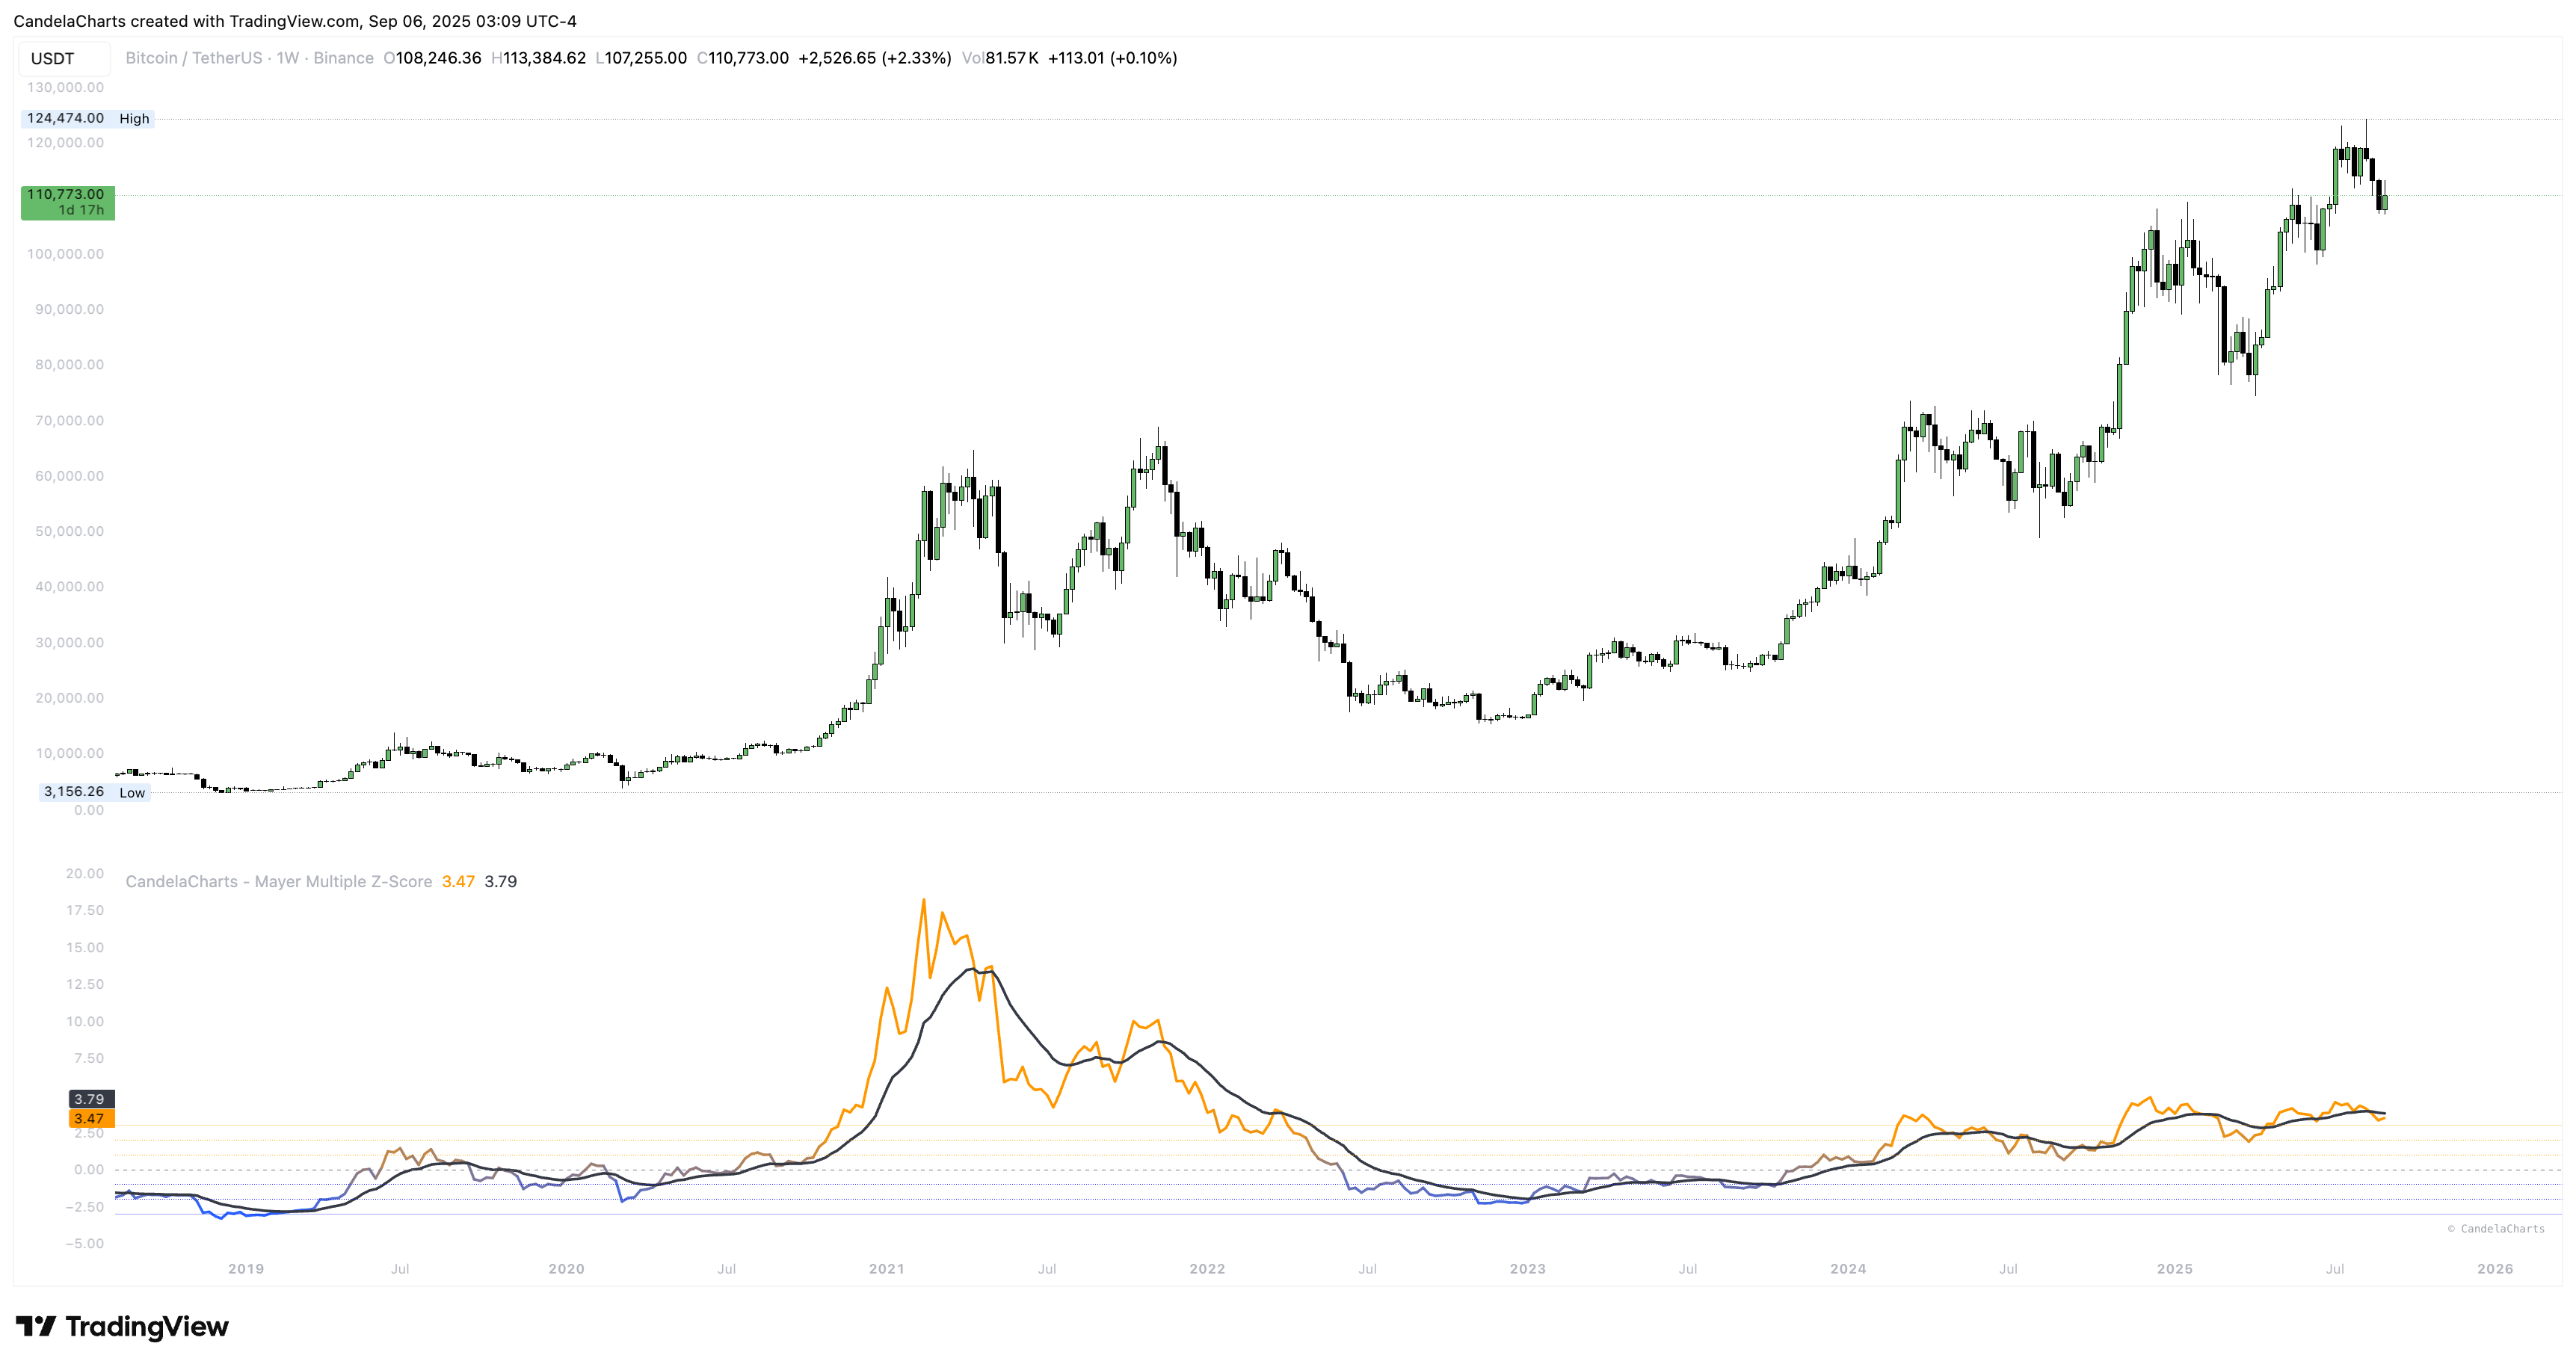 CandelaCharts created with TradingView.com, Sep 06, 2025 03:09 UTC-4
USDT
Bitcoin / TetherUS · 1W · Binance O108,246.36 H113,384.62 L107,255.00 C110,773.00 +2,526.65 (+2.33%) Vol81.57K +113.01 (+0.10%)
130,000.00
124,474.00 High
120,000.00
110,773.00
1d 17h
100,000.00
90,000.00
80,000.00
70,000.00
60,000.00
50,000.00
40,000.00
30,000.00
20,000.00
10,000.00
3,156.26 Low
0.00
20.00
CandelaCharts - Mayer Multiple Z-Score 3.47 3.79
17.50
15.00
12.50
10.00
7.50
3.79
3.47
2.50
0.00
−2.50
© CandelaCharts
−5.00
2019 Jul 2020 Jul 2021 Jul 2022 Jul 2023 Jul 2024 Jul 2025 Jul 2026
TradingView